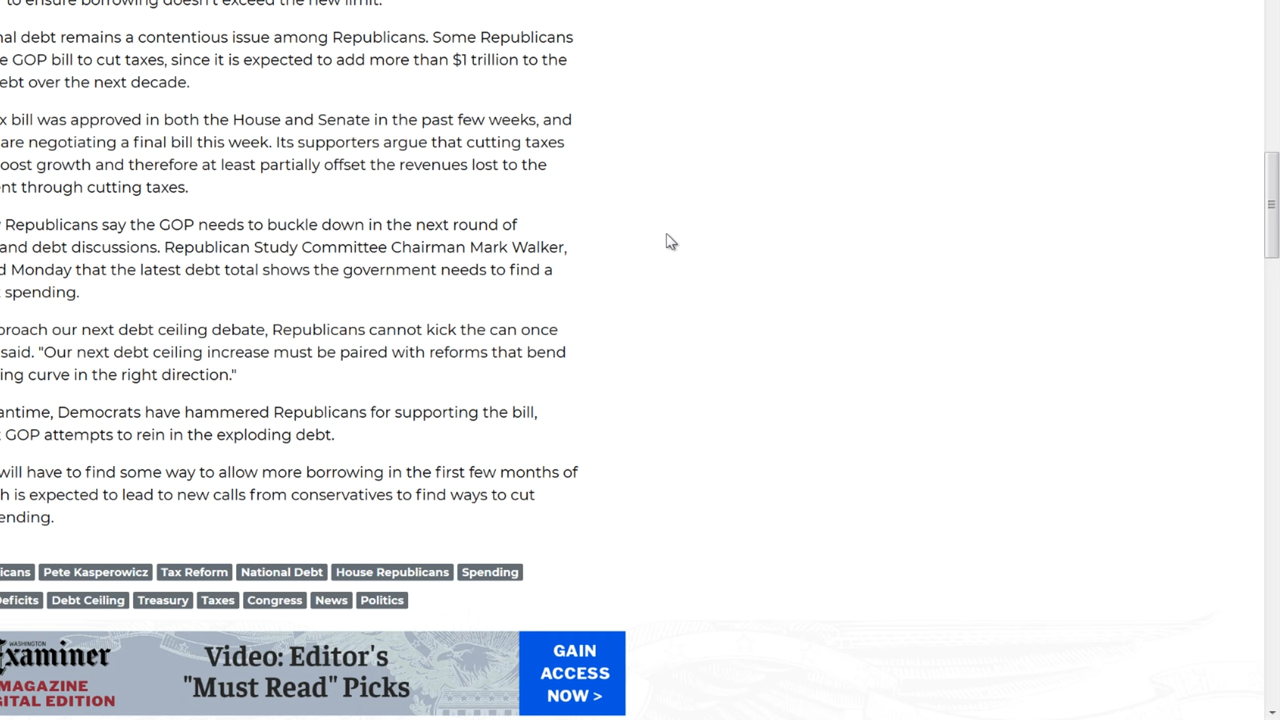 to ensure borrowing doesn't exceed the new limit.
nal debt remains a contentious issue among Republicans. Some Republicans
e GOP bill to cut taxes, since it is expected to add more than $1 trillion to the
ebt over the next decade.
x bill was approved in both the House and Senate in the past few weeks, and
are negotiating a final bill this week. Its supporters argue that cutting taxes
oost growth and therefore at least partially offset the revenues lost to the
nt through cutting taxes.
Republicans say the GOP needs to buckle down in the next round of
and debt discussions. Republican Study Committee Chairman Mark Walker,
d Monday that the latest debt total shows the government needs to find a
spending.
proach our next debt ceiling debate, Republicans cannot kick the can once
said. "Our next debt ceiling increase must be paired with reforms that bend
ing curve in the right direction."
antime, Democrats have hammered Republicans for supporting the bill,
GOP attempts to rein in the exploding debt.
will have to find some way to allow more borrowing in the first few months of
h is expected to lead to new calls from conservatives to find ways to cut
ending.
icans Pete Kasperowicz Tax Reform National Debt House Republicans Spending
Deficits Debt Ceiling Treasury Taxes Congress News Politics
WASHINGTON
xaminer
MAGAZINE
GITAL EDITION
Video: Editor's
"Must Read" Picks
GAIN
ACCESS
NOW >